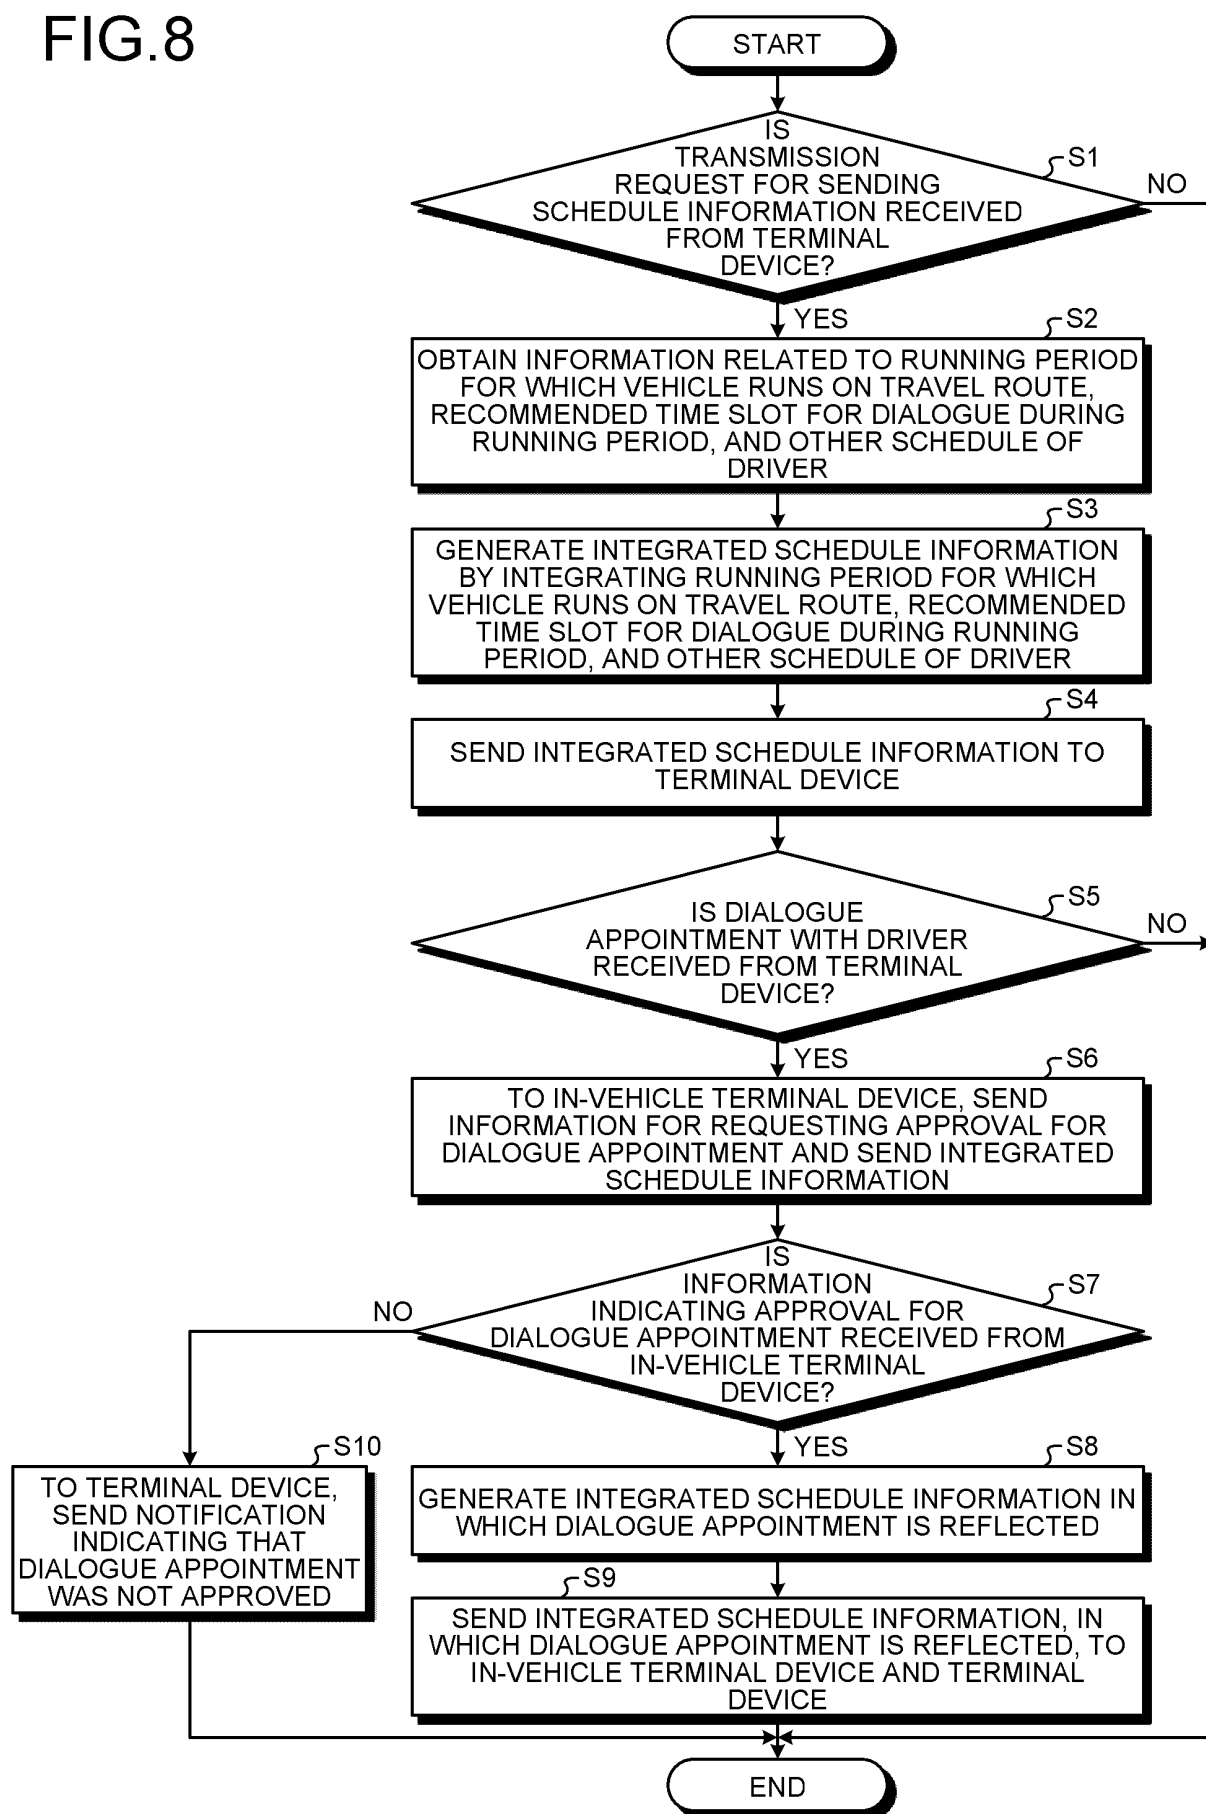 FIG.8
START
IS
TRANSMISSION
REQUEST FOR SENDING
SCHEDULE INFORMATION RECEIVED
FROM TERMINAL
DEVICE?
S1
NO
YES
S2
OBTAIN INFORMATION RELATED TO RUNNING PERIOD
FOR WHICH VEHICLE RUNS ON TRAVEL ROUTE,
RECOMMENDED TIME SLOT FOR DIALOGUE DURING
RUNNING PERIOD, AND OTHER SCHEDULE OF
DRIVER
S3
GENERATE INTEGRATED SCHEDULE INFORMATION
BY INTEGRATING RUNNING PERIOD FOR WHICH
VEHICLE RUNS ON TRAVEL ROUTE, RECOMMENDED
TIME SLOT FOR DIALOGUE DURING RUNNING
PERIOD, AND OTHER SCHEDULE OF DRIVER
S4
SEND INTEGRATED SCHEDULE INFORMATION TO
TERMINAL DEVICE
S5
IS DIALOGUE
APPOINTMENT WITH DRIVER
RECEIVED FROM TERMINAL
DEVICE?
NO
YES
S6
TO IN-VEHICLE TERMINAL DEVICE, SEND
INFORMATION FOR REQUESTING APPROVAL FOR
DIALOGUE APPOINTMENT AND SEND INTEGRATED
SCHEDULE INFORMATION
IS
INFORMATION
INDICATING APPROVAL FOR
DIALOGUE APPOINTMENT RECEIVED FROM
IN-VEHICLE TERMINAL
DEVICE?
S7
NO
YES
S10
TO TERMINAL DEVICE,
SEND NOTIFICATION
INDICATING THAT
DIALOGUE APPOINTMENT
WAS NOT APPROVED
S8
GENERATE INTEGRATED SCHEDULE INFORMATION IN
WHICH DIALOGUE APPOINTMENT IS REFLECTED
S9
SEND INTEGRATED SCHEDULE INFORMATION, IN
WHICH DIALOGUE APPOINTMENT IS REFLECTED, TO
IN-VEHICLE TERMINAL DEVICE AND TERMINAL
DEVICE
END